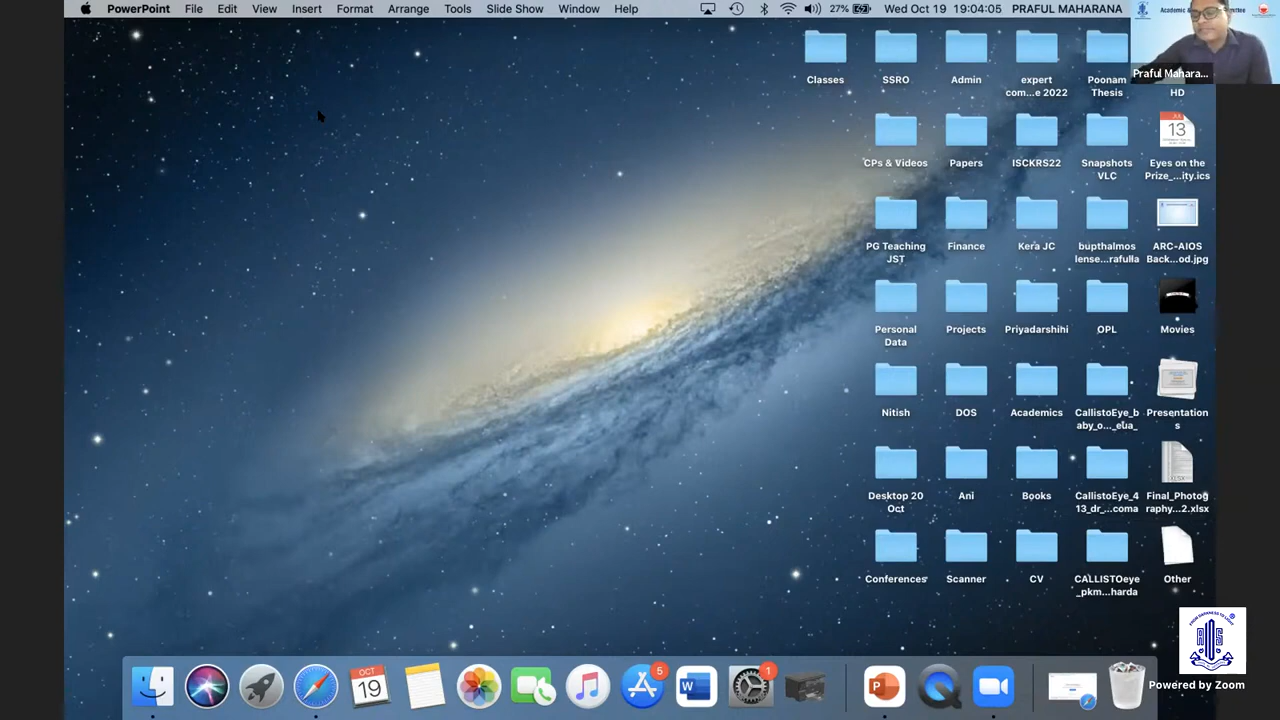 PowerPoint File Edit View Insert Format Arrange Tools Slide Show Window Help 27% Wed Oct 19 19:04:05 PRAFUL MAHARANA
Academic &
Praful Mahara...
Classes SSRO Admin expert Poonam
com...e 2022 Thesis HD
13
CPs & Videos Papers ISCKRS22 Snapshots Eyes on the
VLC Prize_...ity.ics
PG Teaching Finance Kera JC bupthalmos ARC-AIOS
JST lense...rafulla Back...od.jpg
Personal Projects Priyadarshihi OPL Movies
Data
Nitish DOS Academics CallistoEye_b Presentation
aby_o..._eua_ s
Desktop 20 Ani Books CallistoEye_4 Final_Photog
Oct 13_dr_...coma raphy...2.xlsx
Conferences Scanner CV CALLISTOeye Other
_pkm...harda
OCT
19
5
W
1
P
Powered by Zoom